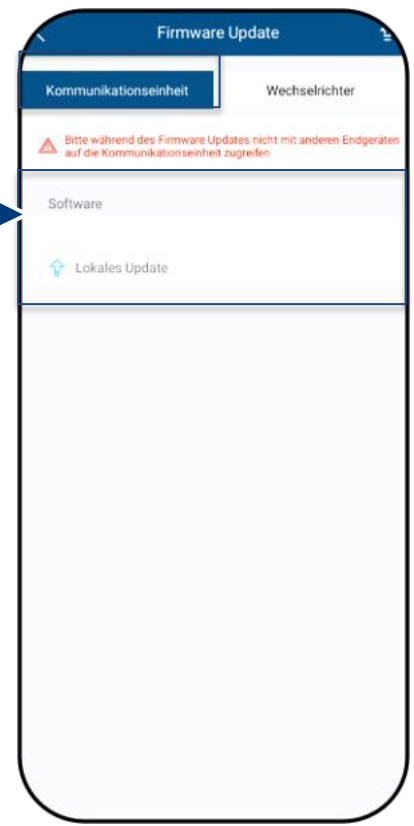 Firmware Update
Kommunikationseinheit
Wechselrichter
Bitte während des Firmware Updates nicht mit anderen Endgeräten
auf die Kommunikationseinheit zugreifen
Software
Lokales Update